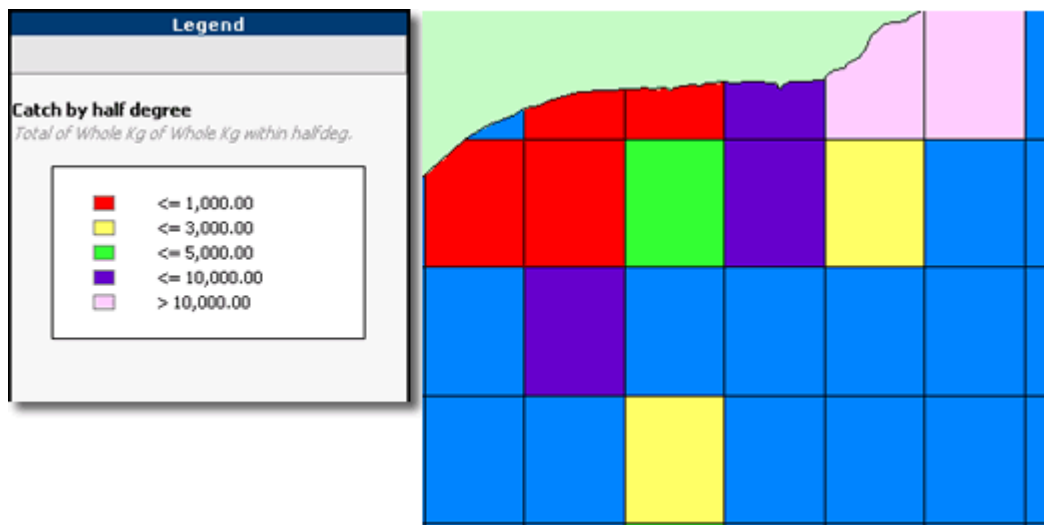 Legend
Catch by half degree
Total of Whole Kg of Whole Kg within halfdeg.
<= 1,000.00
<= 3,000.00
<= 5,000.00
<= 10,000.00
> 10,000.00